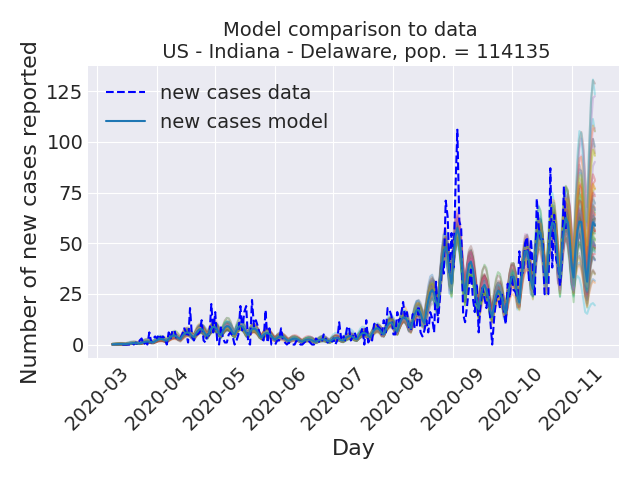 Model comparison to data
US - Indiana - Delaware, pop. = 114135
Number of new cases reported
125
100
75
50
25
0
new cases data
new cases model
2020-03
2020-04
2020-05
2020-06
2020-07
2020-08
2020-09
2020-10
2020-11
Day